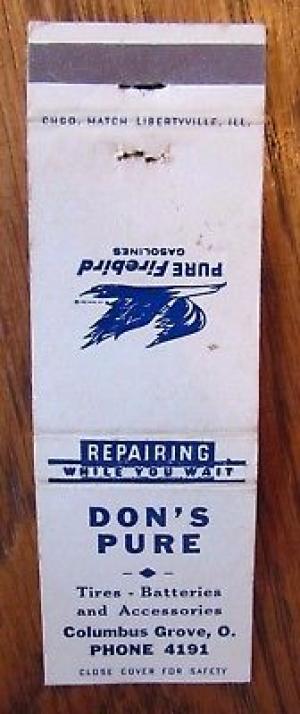 CHGO. MATCH LIBERTYVILLE, ILL.
PURE Firebird
GASOLINES
REPAIRING
WHILE YOU WAIT
DON'S
PURE
Tires - Batteries
and Accessories
Columbus Grove, O.
PHONE 4191
CLOSE COVER FOR SAFETY